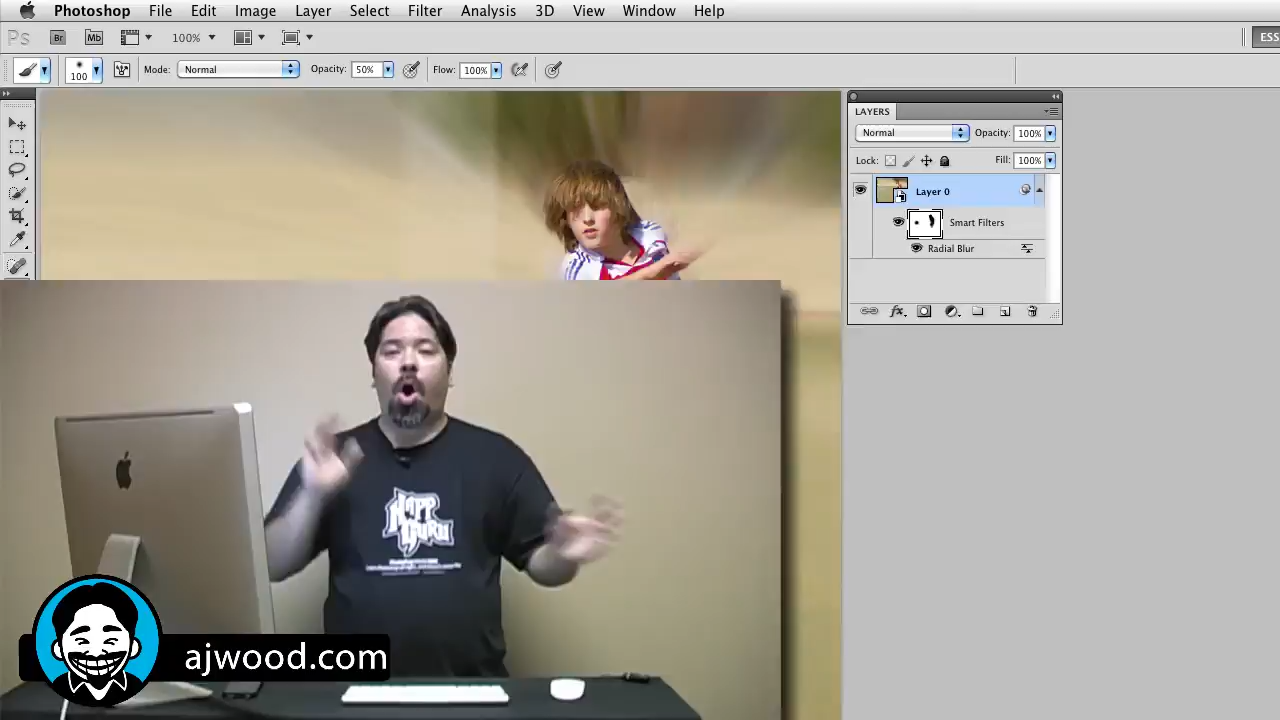 Photoshop File Edit Image Layer Select Filter Analysis 3D View Window Help
Ps Br Mb 100% ESS
100 Mode: Normal Opacity: 50% Flow: 100%
LAYERS
Normal Opacity: 100%
Lock: Fill: 100%
Layer 0
Smart Filters
Radial Blur
fx
ajwood.com